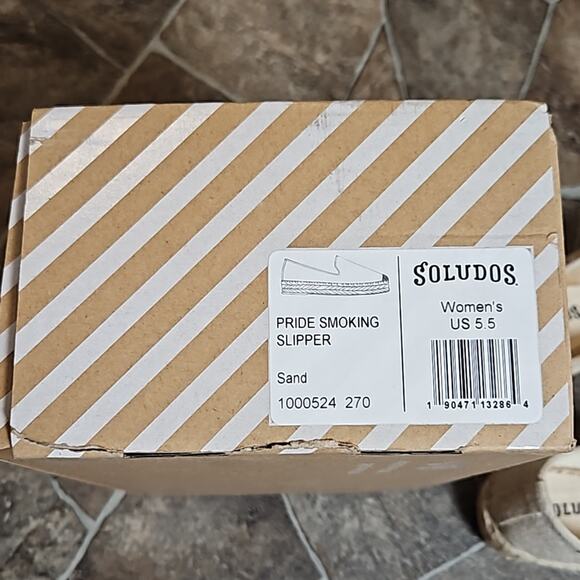 PRIDE SMOKING
SLIPPER
Sand
1000524 270
SOLUDOS
Women's
US 5.5
1 90471 13286 4